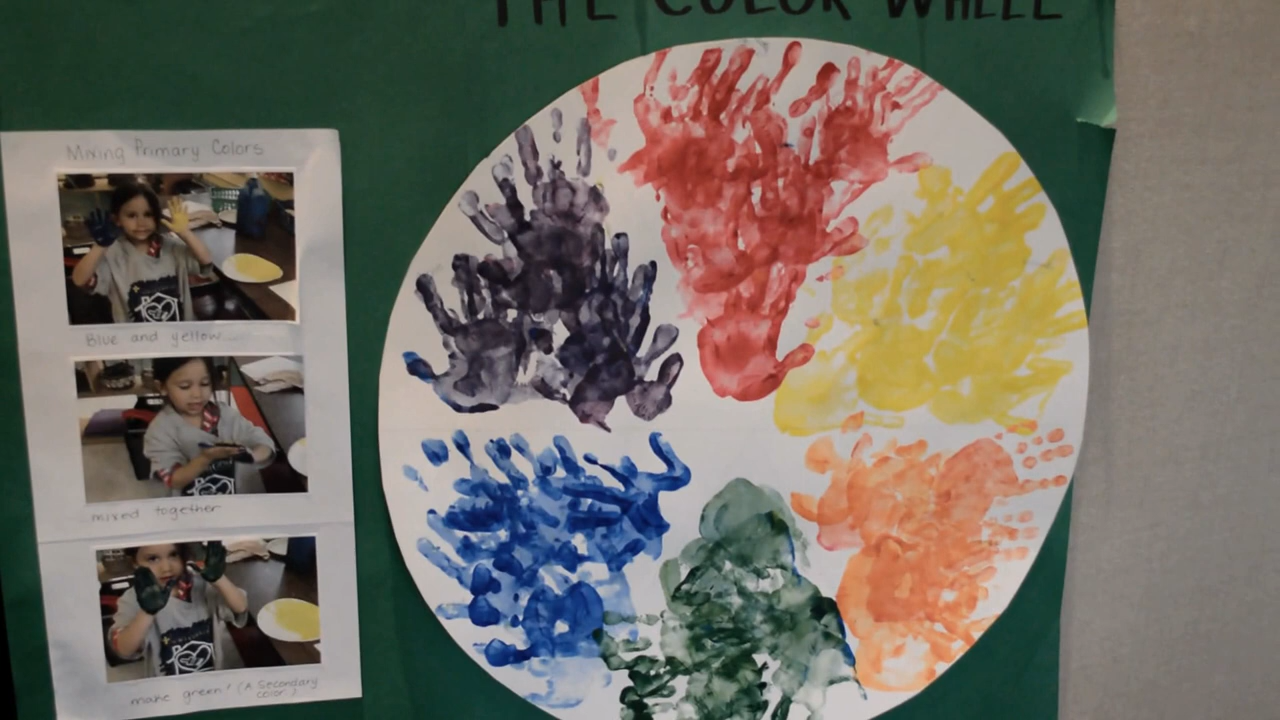 THE COLOR WHEEL
Mixing Primary Colors
Blue and yellow
mixed together
make green! (A Secondary
color.)